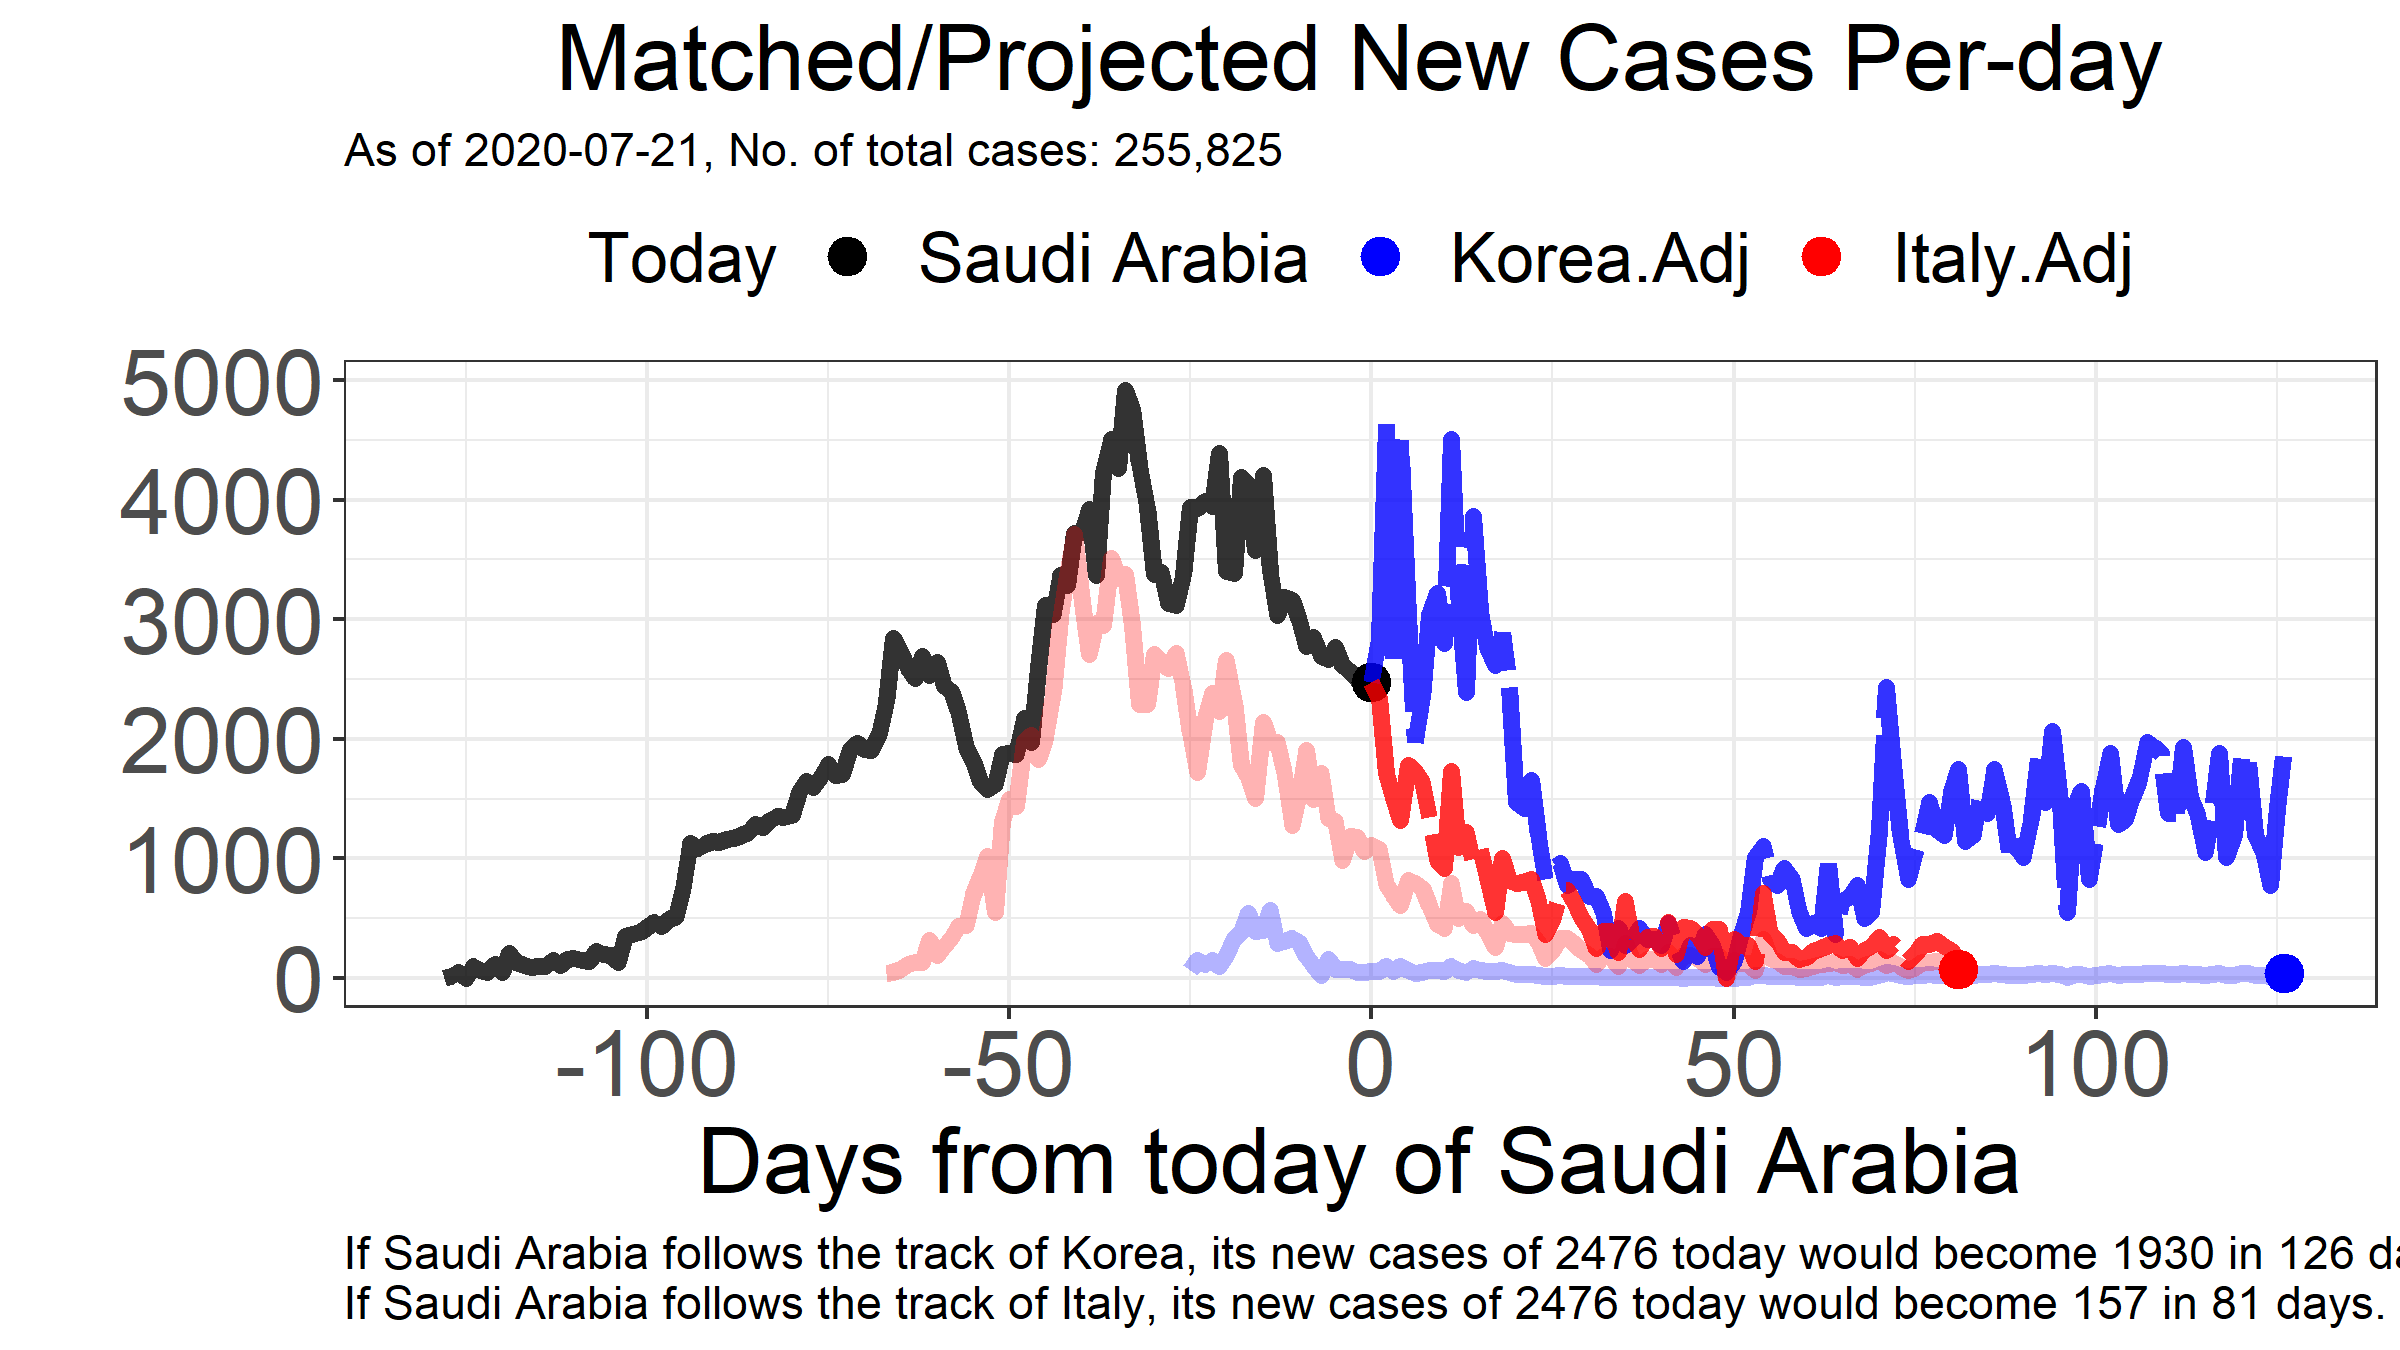 Matched/Projected New Cases Per-day
As of 2020-07-21, No. of total cases: 255,825
Today Saudi Arabia Korea.Adj Italy.Adj
5000
4000
3000
2000
1000
0
-100 -50 0 50 100
Days from today of Saudi Arabia
If Saudi Arabia follows the track of Korea, its new cases of 2476 today would become 1930 in 126
If Saudi Arabia follows the track of Italy, its new cases of 2476 today would become 157 in 81 days.